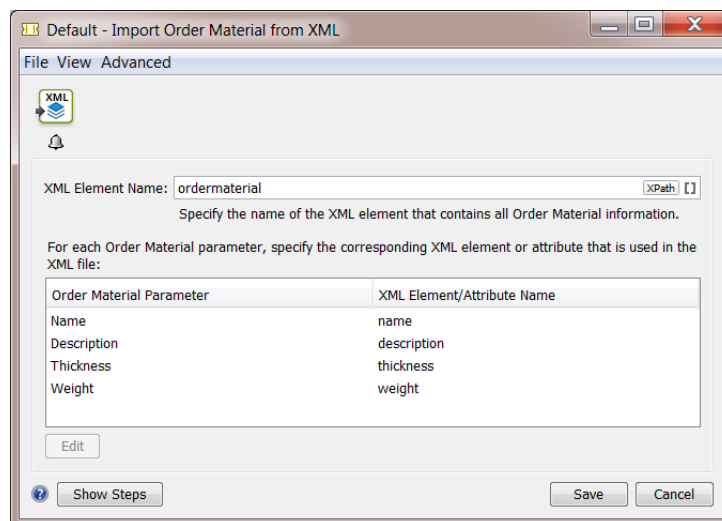 Default - Import Order Material from XML
File View Advanced
XML
XML Element Name: ordermaterial XPath []
Specify the name of the XML element that contains all Order Material information.
For each Order Material parameter, specify the corresponding XML element or attribute that is used in the
XML file:
Order Material Parameter XML Element/Attribute Name
Name name
Description description
Thickness thickness
Weight weight
Edit
? Show Steps Save Cancel